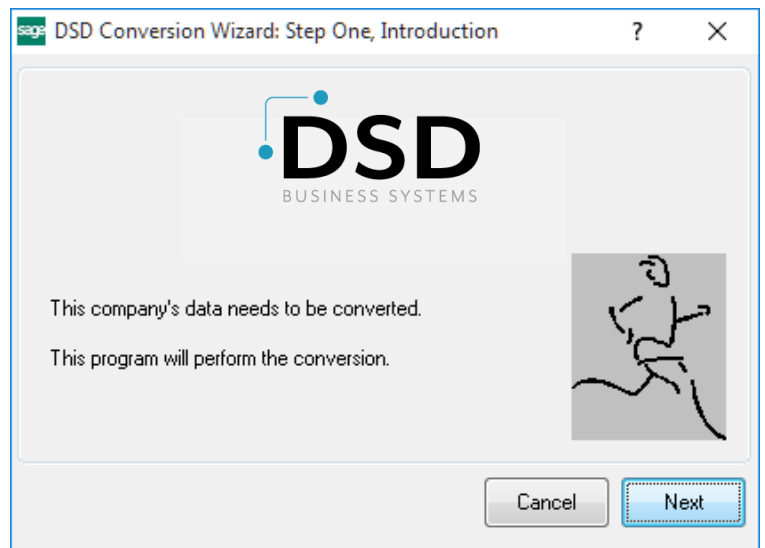 sage DSD Conversion Wizard: Step One, Introduction ? X
DSD
BUSINESS SYSTEMS
This company's data needs to be converted.
This program will perform the conversion.
Cancel Next